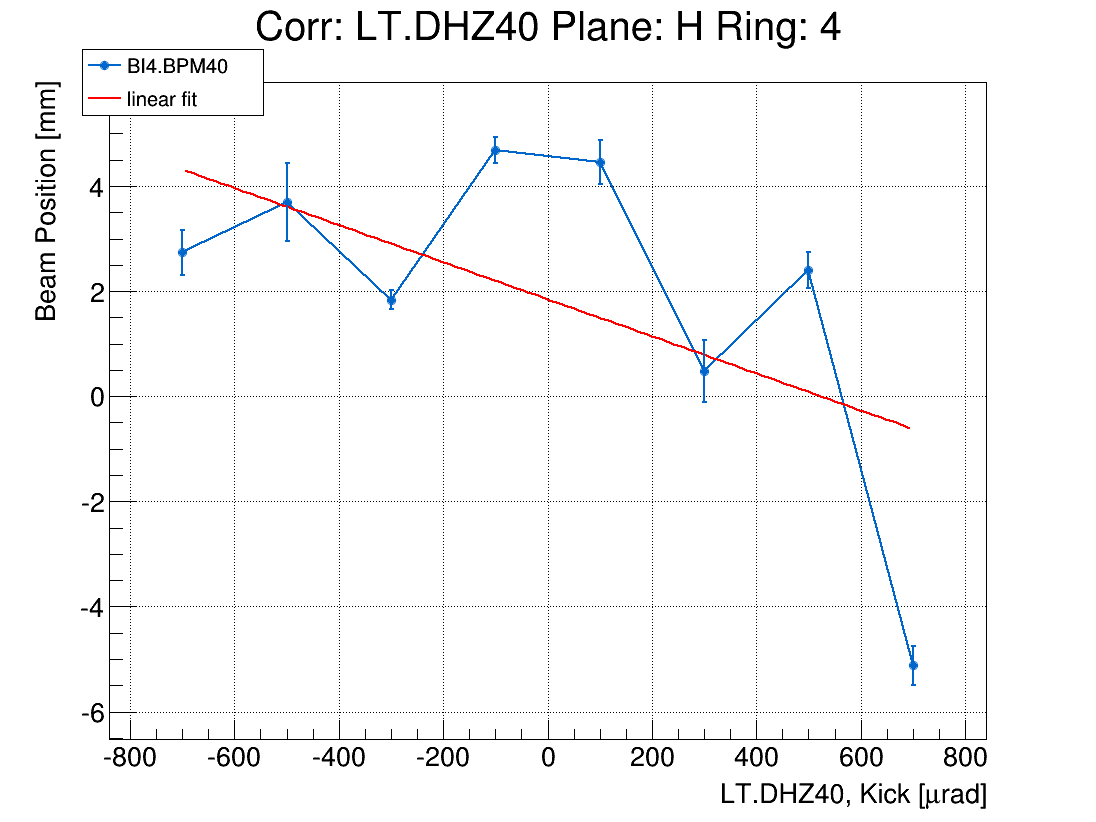 Corr: LT.DHZ40 Plane: H Ring: 4
BI4.BPM40
linear fit
Beam Position [mm]
4
2
0
-2
-4
-6
-800 -600 -400 -200 0 200 400 600 800
LT.DHZ40, Kick [μrad]